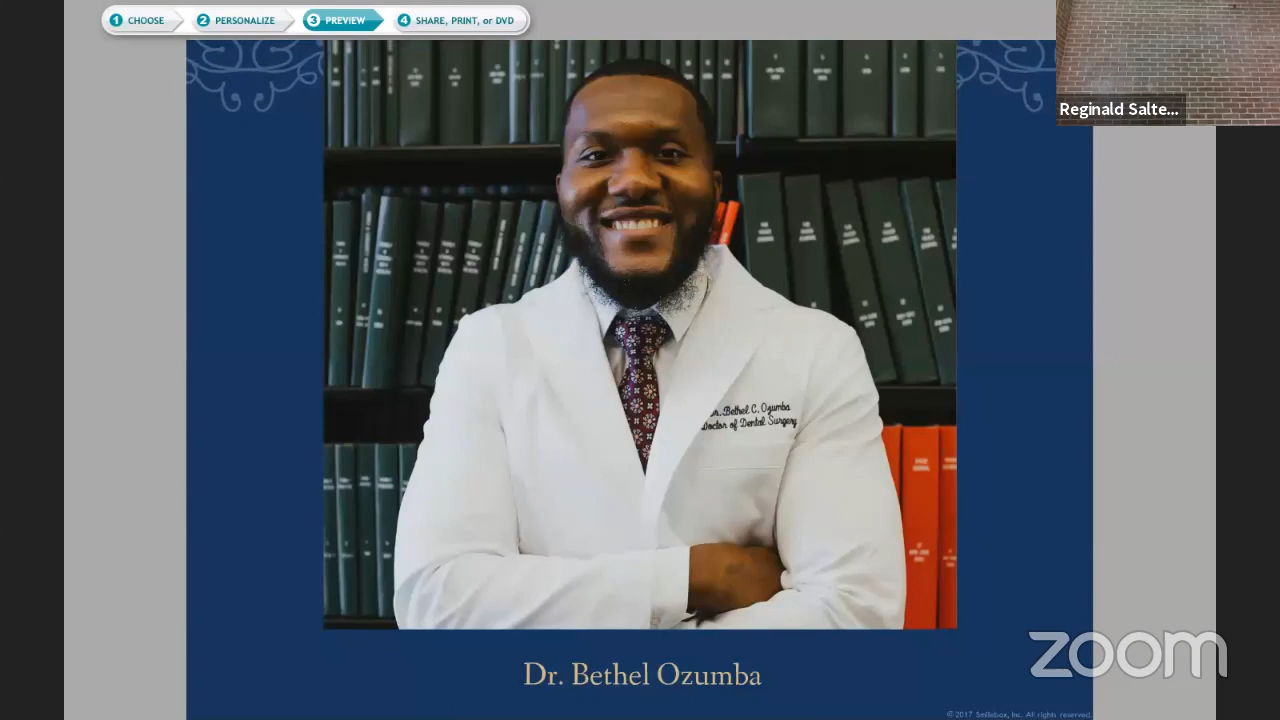 1 CHOOSE 2 PERSONALIZE 3 PREVIEW 4 SHARE, PRINT, or DVD
Reginald Salte...
Dr. Bethel C. Ozumba
Doctor of Dental Surgery
zoom
Dr. Bethel Ozumba
© 2017 Smilebox, Inc. All rights reserved.